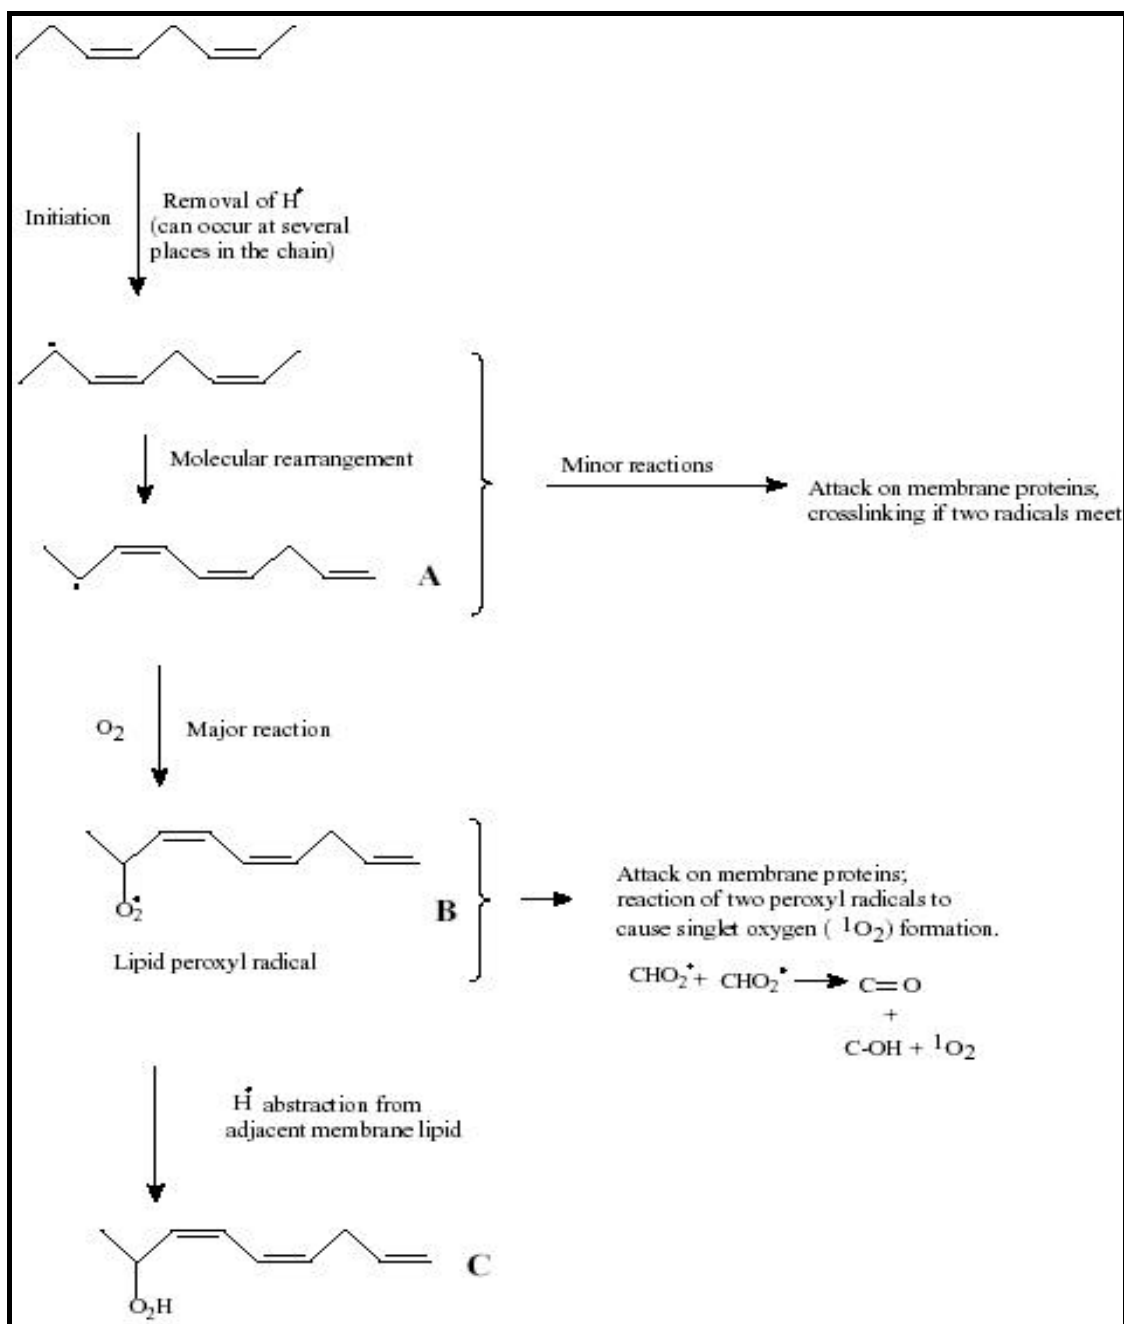 Initiation
Removal of H•
(can occur at several
places in the chain)
Molecular rearrangement
Minor reactions
Attack on membrane proteins;
crosslinking if two radicals meet
A
O2
Major reaction
O2•
B
Lipid peroxyl radical
Attack on membrane proteins;
reaction of two peroxyl radicals to
cause singlet oxygen ( ¹O2) formation.
CHO2• + CHO2• C=O
+
C-OH + ¹O2
H• abstraction from
adjacent membrane lipid
C
O2H